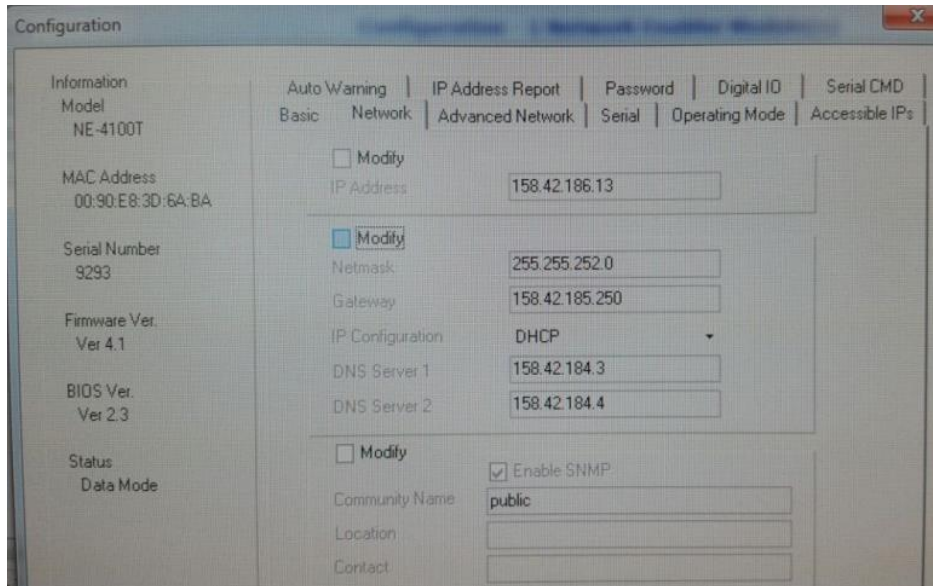 Configuration
Information
Model
NE-4100T
MAC Address
00:90:E8:3D:6A:BA
Serial Number
9293
Firmware Ver.
Ver 4.1
BIOS Ver.
Ver 2.3
Status
Data Mode
Auto Warning IP Address Report Password Digital IO Serial CMD
Basic Network Advanced Network Serial Operating Mode Accessible IPs
Modify
IP Address 158.42.186.13
Modify
Netmask 255.255.252.0
Gateway 158.42.185.250
IP Configuration DHCP
DNS Server 1 158.42.184.3
DNS Server 2 158.42.184.4
Modify
Enable SNMP
Community Name public
Location
Contact